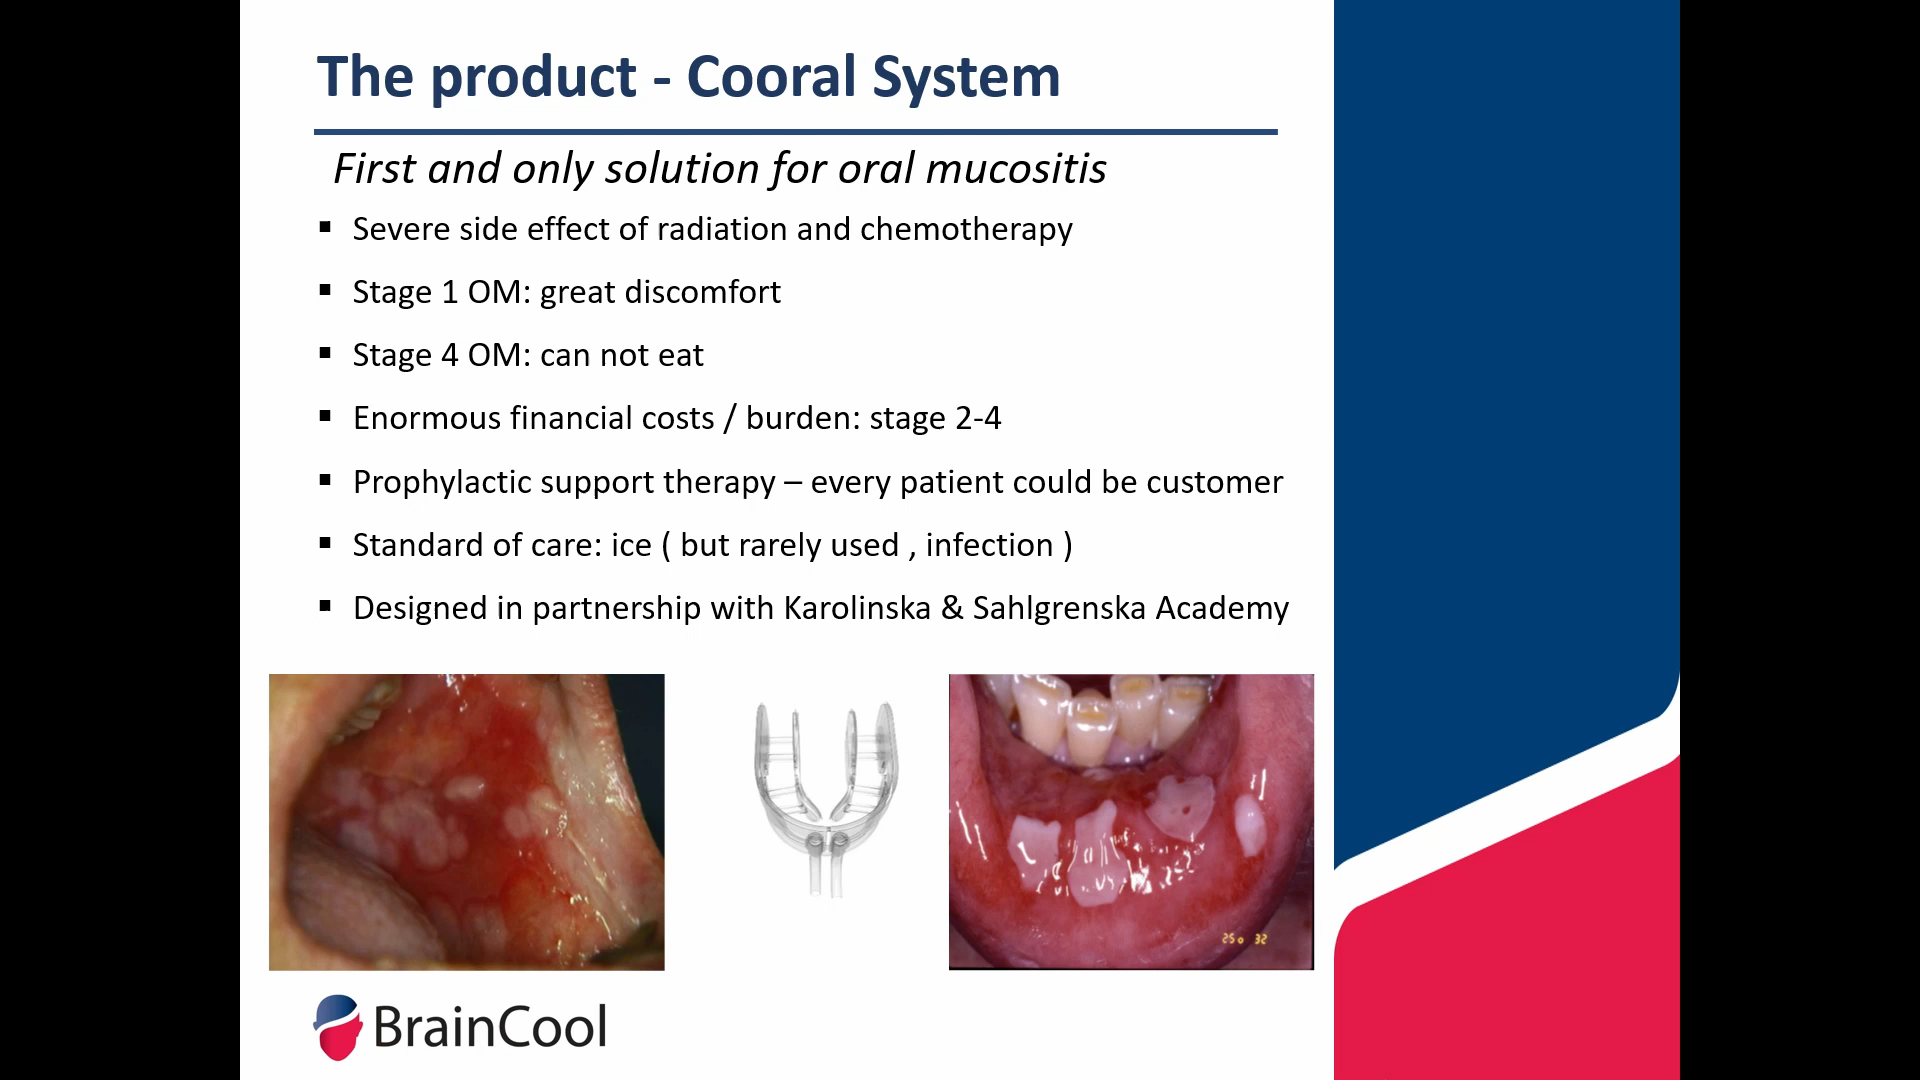 The product - Cooral System
First and only solution for oral mucositis
▪ Severe side effect of radiation and chemotherapy
▪ Stage 1 OM: great discomfort
▪ Stage 4 OM: can not eat
▪ Enormous financial costs / burden: stage 2-4
▪ Prophylactic support therapy – every patient could be customer
▪ Standard of care: ice ( but rarely used , infection )
▪ Designed in partnership with Karolinska & Sahlgrenska Academy
BrainCool